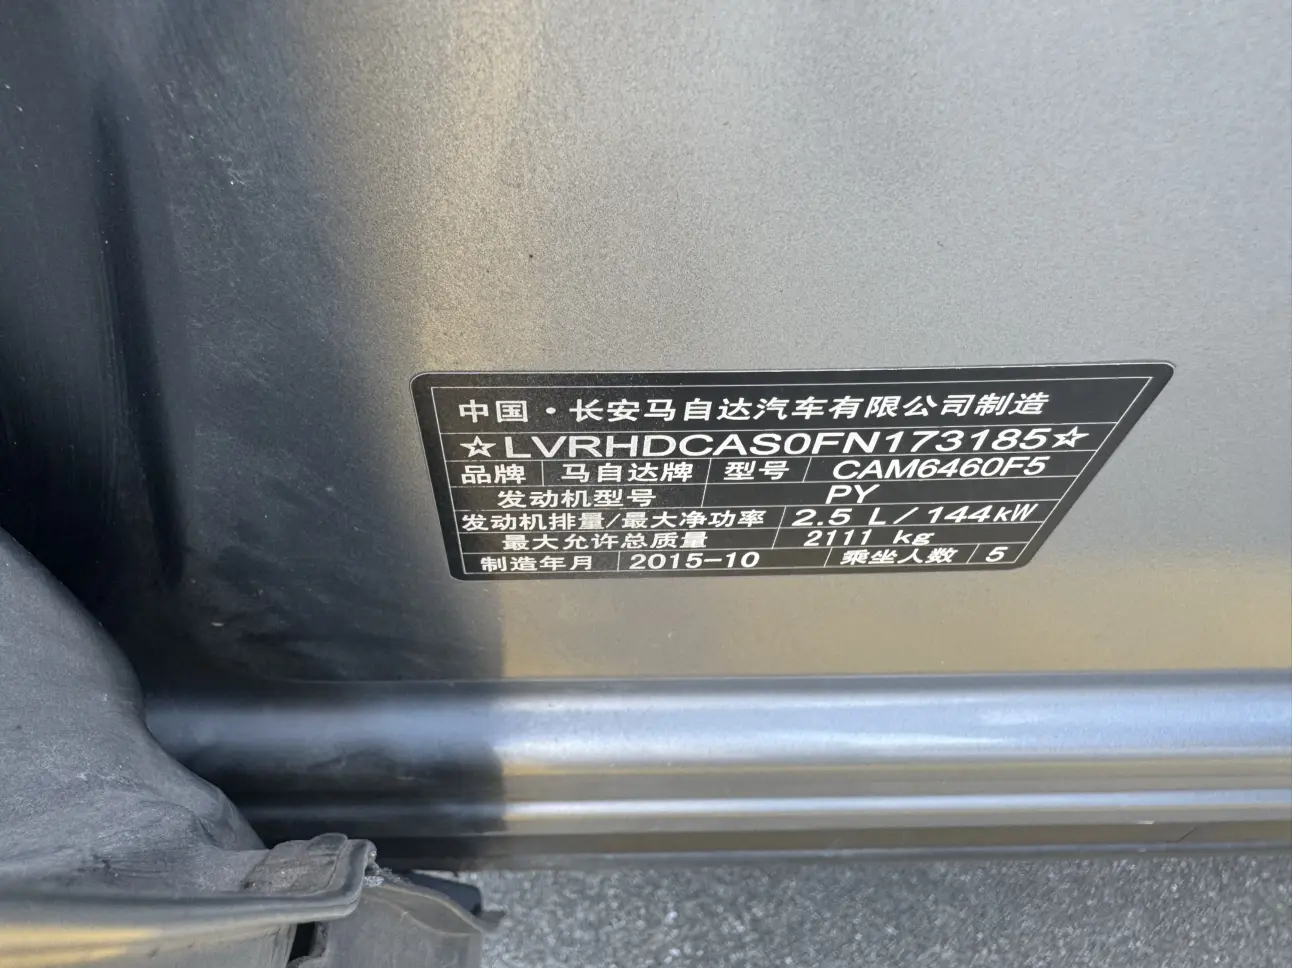 中国·长安马自达汽车有限公司制造
☆LVRHDCAS0FN173185☆
品牌 马自达牌 型号 CAM6460F5
发动机型号 PY
发动机排量/最大净功率 2.5 L/144kW
最大允许总质量 2111 kg
制造年月 2015-10 乘坐人数 5